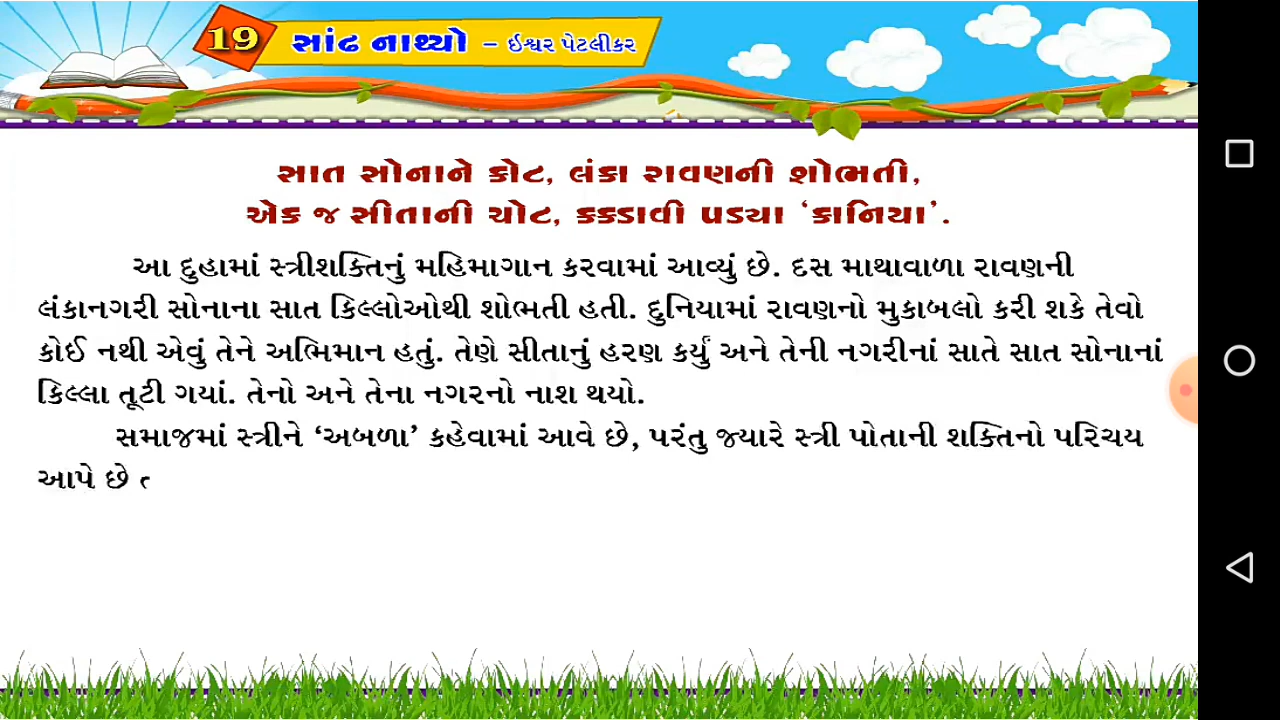 19 સાંઢ નાથ્યો – ઈશ્વર પેટલીકર
સાત સોનાને કોટ, લંકા રાવણની શોભતી,
એક જ સીતાની ચોટ, કકડાવી પડ્યા ‘કાનિયા’.
આ દુહામાં સ્ત્રીશક્તિનું મહિમાગાન કરવામાં આવ્યું છે. દસ માથાવાળા રાવણની
લંકાનગરી સોનાના સાત કિલ્લોઓથી શોભતી હતી. દુનિયામાં રાવણનો મુકાબલો કરી શકે તેવો
કોઈ નથી એવું તેને અભિમાન હતું. તેણે સીતાનું હરણ કર્યું અને તેની નગરીનાં સાતે સાત સોનાનાં
કિલ્લા તૂટી ગયાં. તેનો અને તેના નગરનો નાશ થયો.
સમાજમાં સ્ત્રીને ‘અબળા’ કહેવામાં આવે છે, પરંતુ જ્યારે સ્ત્રી પોતાની શક્તિનો પરિચય
આપે છે